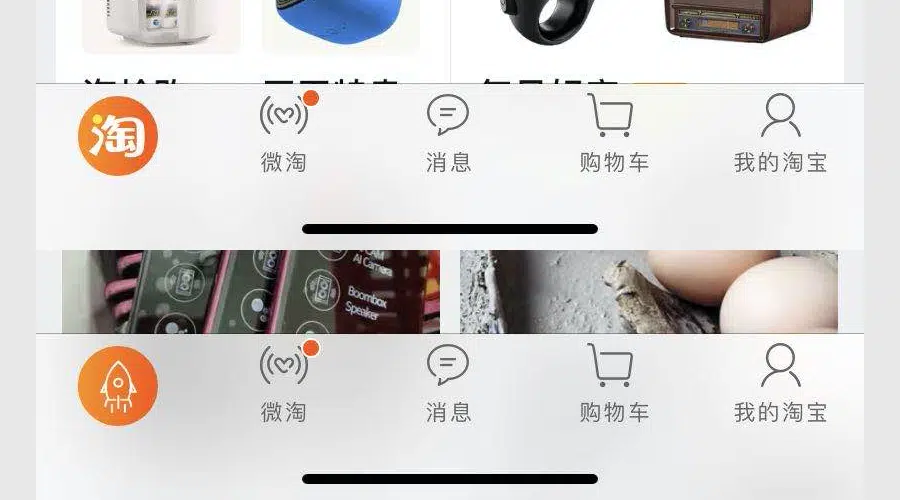 淘
微淘
消息
购物车
我的淘宝
AI Camera
Boombox
Speaker
微淘
消息
购物车
我的淘宝